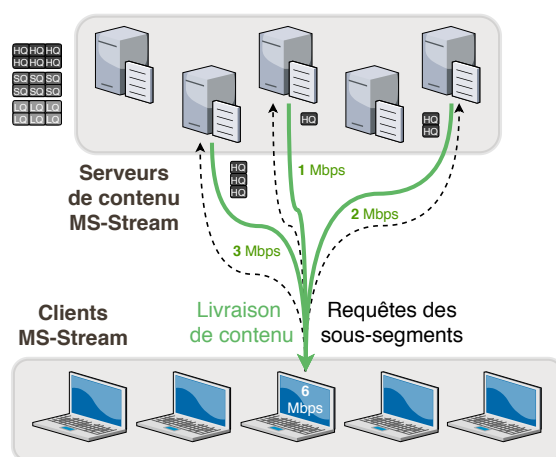 HQ HQ HQ
HQ HQ HQ
SQ SQ SQ
SQ SQ SQ
LQ LQ LQ
LQ LQ LQ
HQ
HQ
HQ
HQ
HQ
HQ
1 Mbps
Serveurs
de contenu
MS-Stream
2 Mbps
3 Mbps
Clients
MS-Stream
Livraison
de contenu
Requêtes des
sous-segments
6
Mbps